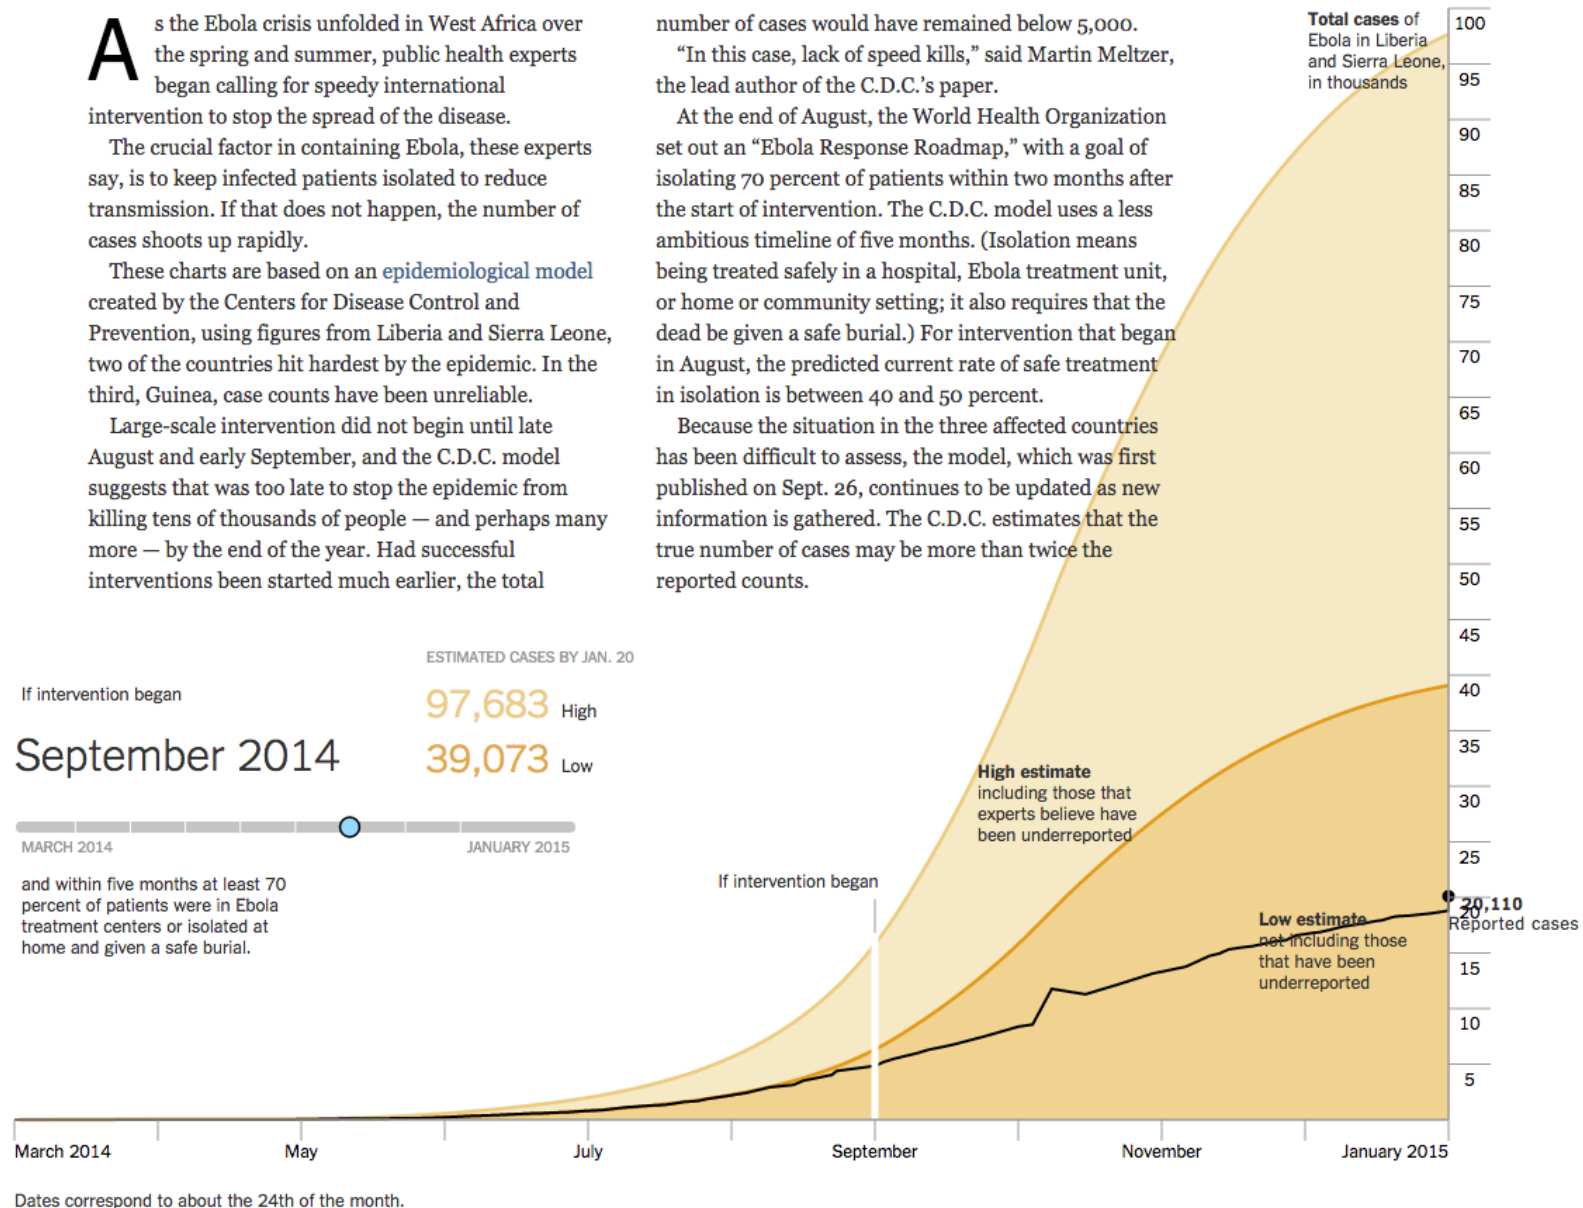 As the Ebola crisis unfolded in West Africa over
the spring and summer, public health experts
began calling for speedy international
intervention to stop the spread of the disease.
The crucial factor in containing Ebola, these experts
say, is to keep infected patients isolated to reduce
transmission. If that does not happen, the number of
cases shoots up rapidly.
These charts are based on an epidemiological model
created by the Centers for Disease Control and
Prevention, using figures from Liberia and Sierra Leone,
two of the countries hit hardest by the epidemic. In the
third, Guinea, case counts have been unreliable.
Large-scale intervention did not begin until late
August and early September, and the C.D.C. model
suggests that was too late to stop the epidemic from
killing tens of thousands of people — and perhaps many
more — by the end of the year. Had successful
interventions been started much earlier, the total
number of cases would have remained below 5,000.
“In this case, lack of speed kills,” said Martin Meltzer,
the lead author of the C.D.C.’s paper.
At the end of August, the World Health Organization
set out an “Ebola Response Roadmap,” with a goal of
isolating 70 percent of patients within two months after
the start of intervention. The C.D.C. model uses a less
ambitious timeline of five months. (Isolation means
being treated safely in a hospital, Ebola treatment unit,
or home or community setting; it also requires that the
dead be given a safe burial.) For intervention that began
in August, the predicted current rate of safe treatment
in isolation is between 40 and 50 percent.
Because the situation in the three affected countries
has been difficult to assess, the model, which was first
published on Sept. 26, continues to be updated as new
information is gathered. The C.D.C. estimates that the
true number of cases may be more than twice the
reported counts.
Total cases of
Ebola in Liberia
and Sierra Leone,
in thousands
100
95
90
85
80
75
70
65
60
55
50
45
40
35
30
25
20
15
10
5
ESTIMATED CASES BY JAN. 20
If intervention began
97,683 High
September 2014
39,073 Low
MARCH 2014
JANUARY 2015
and within five months at least 70
percent of patients were in Ebola
treatment centers or isolated at
home and given a safe burial.
If intervention began
High estimate
including those that
experts believe have
been underreported
Low estimate
not including those
that have been
underreported
20,110
Reported cases
March 2014
May
July
September
November
January 2015
Dates correspond to about the 24th of the month.